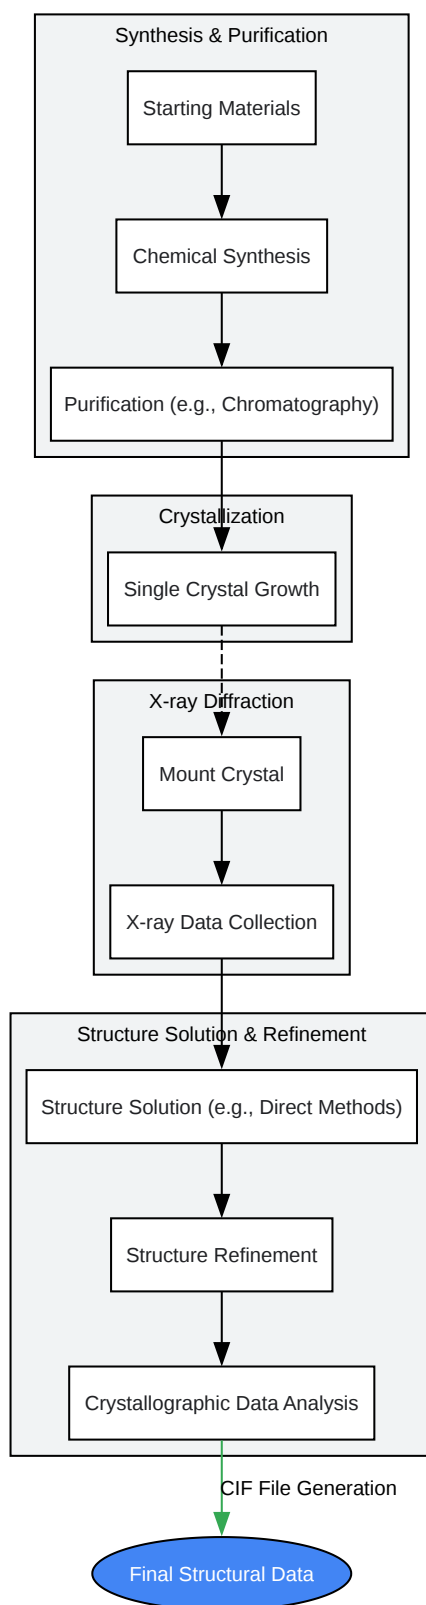 Synthesis & Purification
Starting Materials
Chemical Synthesis
Purification (e.g., Chromatography)
Crystallization
Single Crystal Growth
X-ray Diffraction
Mount Crystal
X-ray Data Collection
Structure Solution & Refinement
Structure Solution (e.g., Direct Methods)
Structure Refinement
Crystallographic Data Analysis
CIF File Generation
Final Structural Data